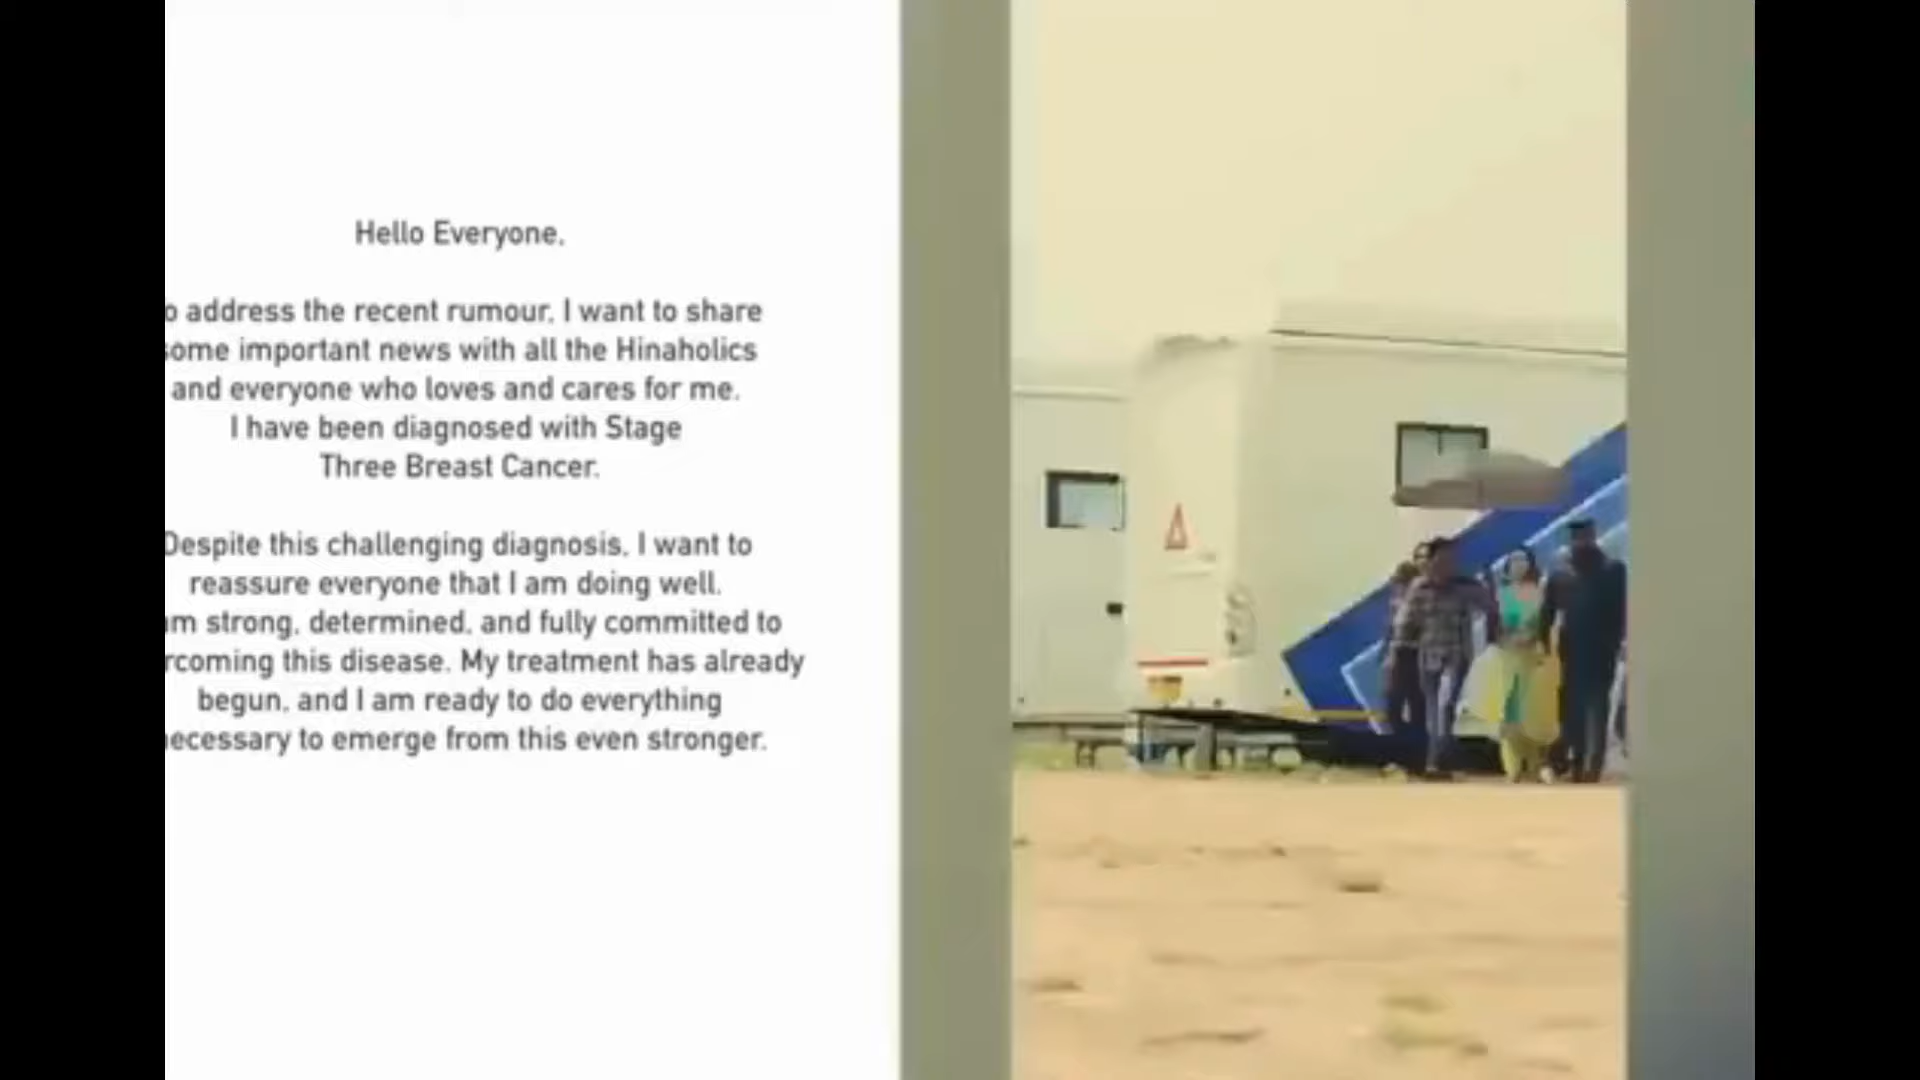 Hello Everyone.
o address the recent rumour, I want to share
some important news with all the Hinaholics
and everyone who loves and cares for me.
I have been diagnosed with Stage
Three Breast Cancer.
Despite this challenging diagnosis, I want to
reassure everyone that I am doing well.
m strong, determined, and fully committed to
rcoming this disease. My treatment has already
begun, and I am ready to do everything
ecessary to emerge from this even stronger.